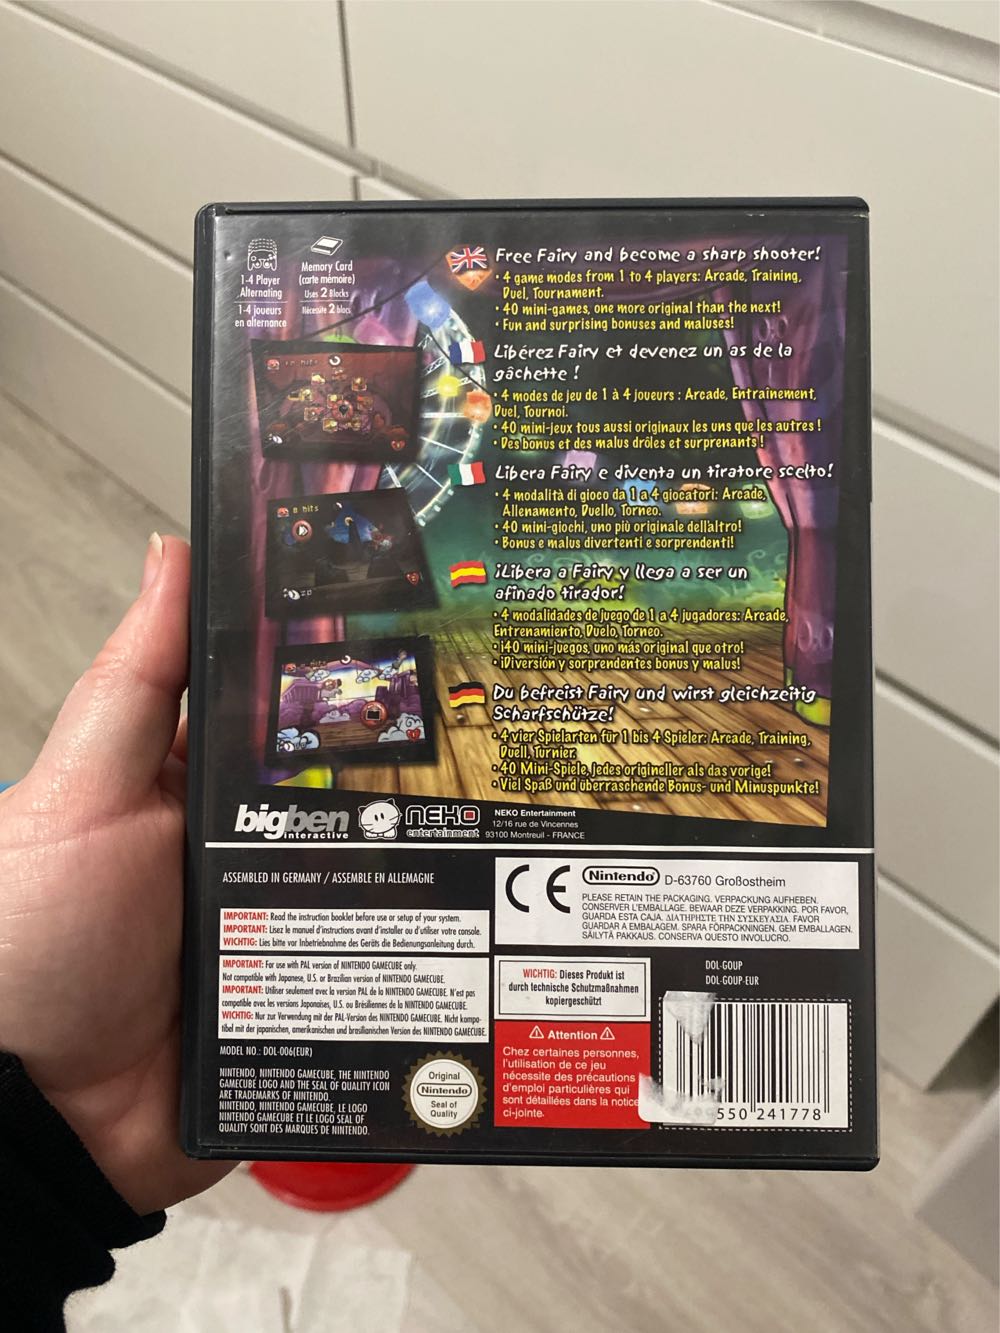 1-4 Player
Alternating
1-4 joueurs
en alternance
Memory Card
(carte mémoire)
Uses 2 Blocks
Nécessite 2 blocs
Free Fairy and become a sharp shooter!
• 4 game modes from 1 to 4 players: Arcade, Training,
Duel, Tournament.
• 40 mini-games, one more original than the next!
• Fun and surprising bonuses and maluses!
Libérez Fairy et devenez un as de la
gâchette !
• 4 modes de jeu de 1 à 4 joueurs : Arcade, Entraînement,
Duel, Tournoi.
• 40 mini-jeux tous aussi originaux les uns que les autres !
• Des bonus et des malus drôles et surprenants !
Libera Fairy e diventa un tiratore scelto!
• 4 modalità di gioco da 1 a 4 giocatori: Arcade,
Allenamento, Duello, Torneo.
• 40 mini-giochi, uno più originale dell'altro!
• Bonus e malus divertenti e sorprendenti!
¡Libera a Fairy y llega a ser un
afinado tirador!
• 4 modalidades de juego de 1 a 4 jugadores: Arcade,
Entrenamiento, Duelo, Torneo.
• ¡40 mini-juegos, uno más original que otro!
• ¡Diversión y sorprendentes bonus y malus!
Du befreist Fairy und wirst gleichzeitig
Scharfschütze!
• 4 vier Spielarten für 1 bis 4 Spieler: Arcade, Training,
Duell, Turnier.
• 40 Mini-Spiele, jedes origineller als das vorige!
• Viel Spaß und überraschende Bonus- und Minuspunkte!
hits
8 hits
hits
bigben
interactive
NEKO
entertainment
NEKO Entertainment
12/16 rue de Vincennes
93100 Montreuil - FRANCE
ASSEMBLED IN GERMANY / ASSEMBLE EN ALLEMAGNE
IMPORTANT: Read the instruction booklet before use or setup of your system.
IMPORTANT: Lisez le manuel d'instructions avant d'installer ou d'utiliser votre console.
WICHTIG: Lies bitte vor Inbetriebnahme des Geräts die Bedienungsanleitung durch.
IMPORTANT: For use with PAL version of NINTENDO GAMECUBE only.
Not compatible with Japanese, U.S. or Brazilian version of NINTENDO GAMECUBE.
IMPORTANT: Utiliser seulement avec la version PAL de la NINTENDO GAMECUBE. N'est pas
compatible avec les versions Japonaises, U.S. ou Brésiliennes de la NINTENDO GAMECUBE.
WICHTIG: Nur zur Verwendung mit der PAL-Version des NINTENDO GAMECUBE. Nicht kompa-
tibel mit der japanischen, amerikanischen und brasilianischen Version des NINTENDO GAMECUBE.
MODEL NO.: DOL-006(EUR)
NINTENDO, NINTENDO GAMECUBE, THE NINTENDO
GAMECUBE LOGO AND THE SEAL OF QUALITY ICON
ARE TRADEMARKS OF NINTENDO.
NINTENDO, NINTENDO GAMECUBE, LE LOGO
NINTENDO GAMECUBE ET LE LOGO SEAL OF
QUALITY SONT DES MARQUES DE NINTENDO.
Original
Nintendo
Seal of
Quality
CE
Nintendo D-63760 Großostheim
PLEASE RETAIN THE PACKAGING. VERPACKUNG AUFHEBEN.
CONSERVER L'EMBALLAGE. BEWAAR DEZE VERPAKKING. POR FAVOR,
GUARDA ESTA CAJA. ΔΙΑΤΗΡΗΣΤΕ ΤΗΝ ΣΥΣΚΕΥΑΣΙΑ. FAVOR
GUARDAR A EMBALAGEM. SPARA FÖRPACKNINGEN. GEM EMBALLAGEN.
SÄILYTÄ PAKKAUS. CONSERVA QUESTO INVOLUCRO.
WICHTIG: Dieses Produkt ist
durch technische Schutzmaßnahmen
kopiergeschützt
Attention
Chez certaines personnes,
l'utilisation de ce jeu
nécessite des précautions
d'emploi particulières qui
sont détaillées dans la notice
ci-jointe.
DOL-GOUP
DOL-GOUP-EUR
550 241778